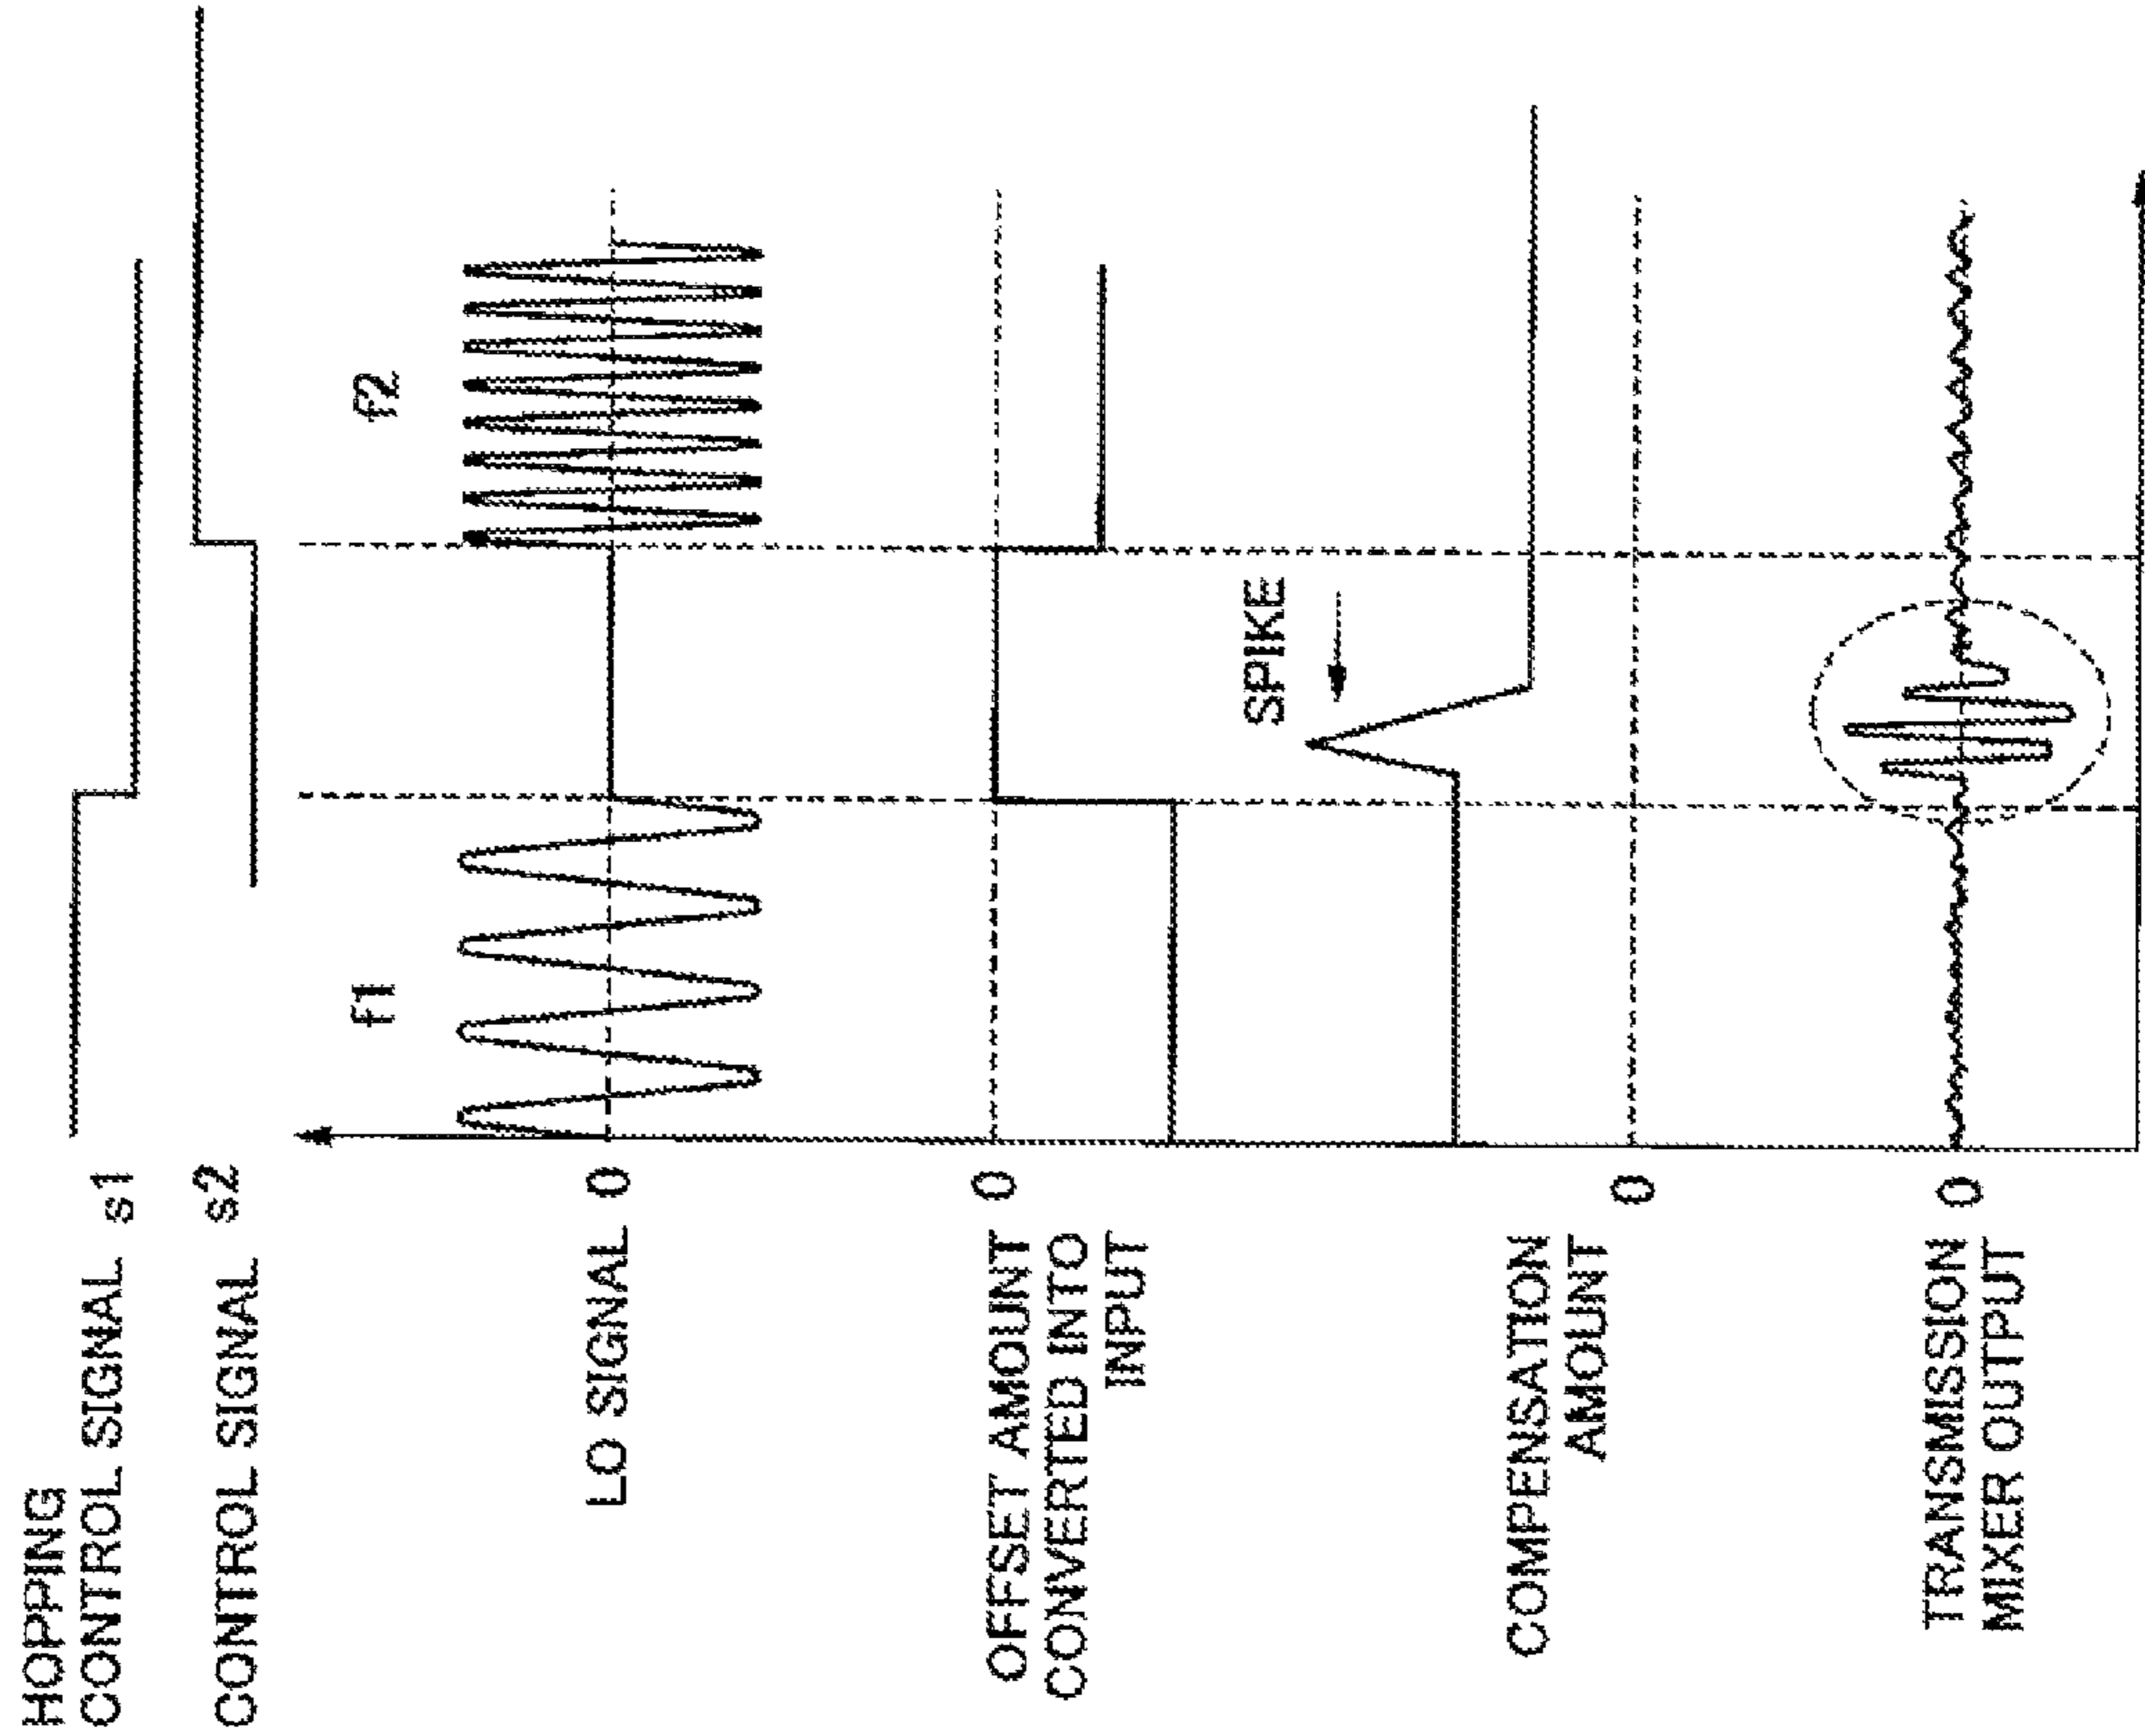 HOPPING
CONTROL SIGNAL s1
CONTROL SIGNAL s2
f1
f2
LO SIGNAL 0
OFFSET AMOUNT 0
CONVERTED INTO
INPUT
SPIKE
COMPENSATION
AMOUNT
0
TRANSMISSION 0
MIXER OUTPUT